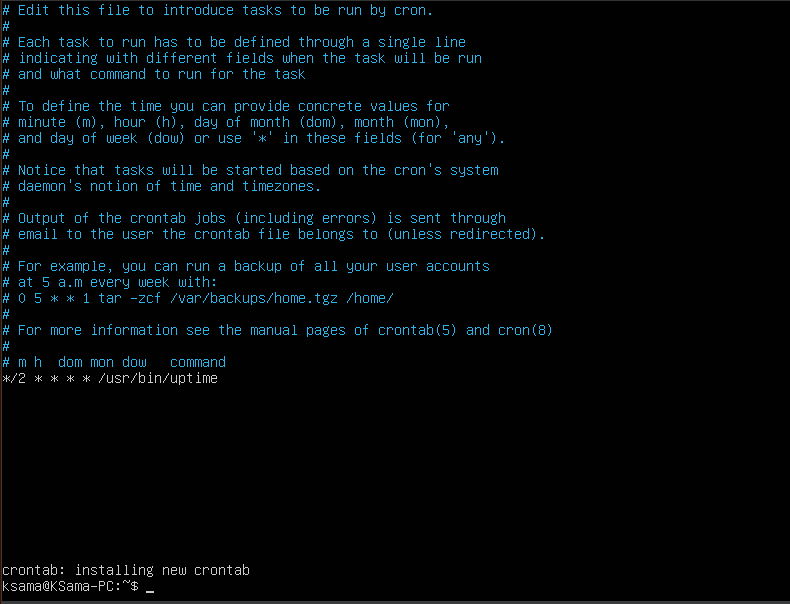 # Edit this file to introduce tasks to be run by cron.
#
# Each task to run has to be defined through a single line
# indicating with different fields when the task will be run
# and what command to run for the task
#
# To define the time you can provide concrete values for
# minute (m), hour (h), day of month (dom), month (mon),
# and day of week (dow) or use '*' in these fields (for 'any').
#
# Notice that tasks will be started based on the cron's system
# daemon's notion of time and timezones.
#
# Output of the crontab jobs (including errors) is sent through
# email to the user the crontab file belongs to (unless redirected).
#
# For example, you can run a backup of all your user accounts
# at 5 a.m every week with:
# 0 5 * * 1 tar -zcf /var/backups/home.tgz /home/
#
# For more information see the manual pages of crontab(5) and cron(8)
#
# m h  dom mon dow   command
*/2 * * * * /usr/bin/uptime
crontab: installing new crontab
ksama@KSama-PC:~$ _